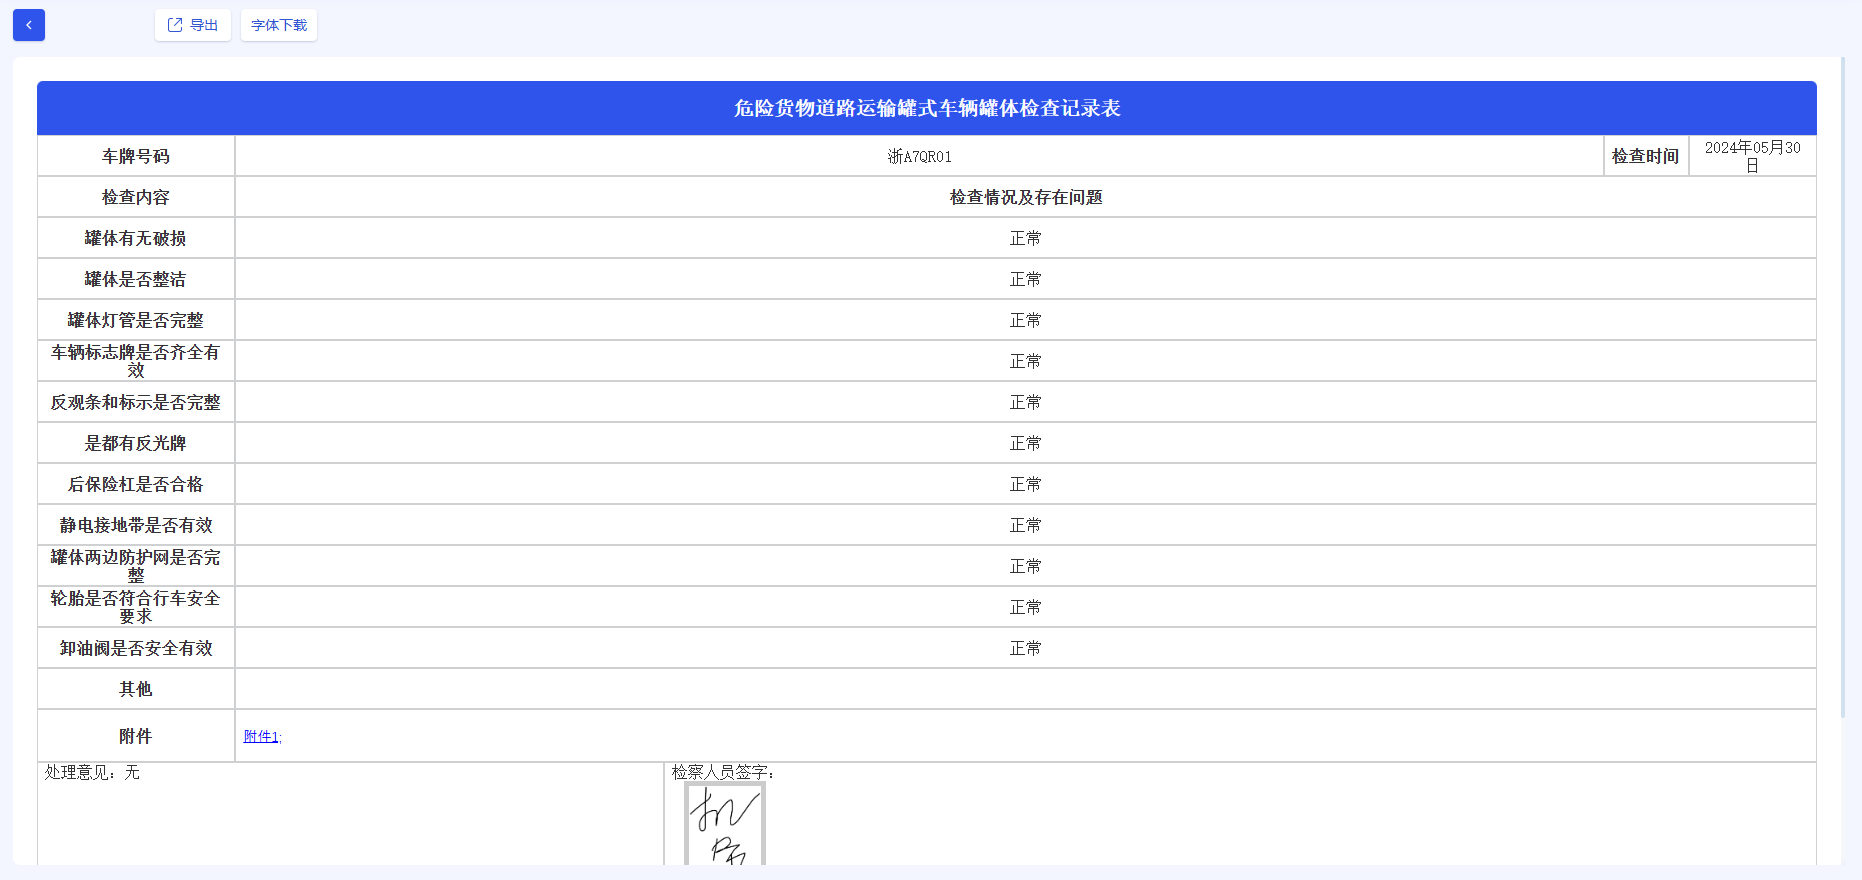 导出 字体下载
危险货物道路运输罐式车辆罐体检查记录表
车牌号码 浙A7QR01 检查时间 2024年05月30
日
检查内容 检查情况及存在问题
罐体有无破损 正常
罐体是否整洁 正常
罐体灯管是否完整 正常
车辆标志牌是否齐全有
效 正常
反观条和标示是否完整 正常
是都有反光牌 正常
后保险杠是否合格 正常
静电接地带是否有效 正常
罐体两边防护网是否完
整 正常
轮胎是否符合行车安全
要求 正常
卸油阀是否安全有效 正常
其他
附件 附件1;
处理意见：无 检察人员签字：